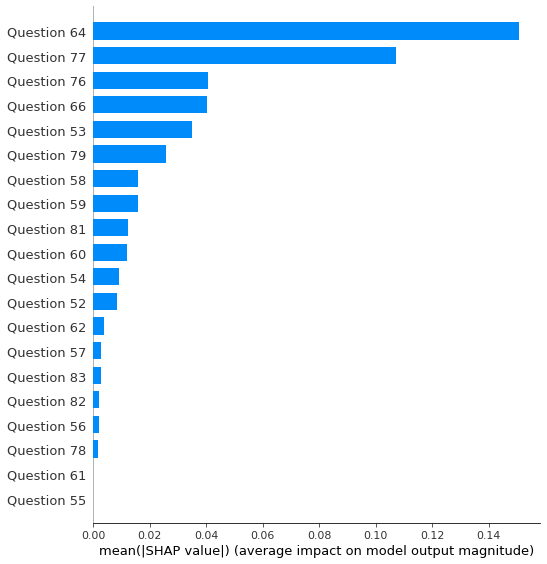 Question 64
Question 77
Question 76
Question 66
Question 53
Question 79
Question 58
Question 59
Question 81
Question 60
Question 54
Question 52
Question 62
Question 57
Question 83
Question 82
Question 56
Question 78
Question 61
Question 55
0.00 0.02 0.04 0.06 0.08 0.10 0.12 0.14
mean(|SHAP value|) (average impact on model output magnitude)